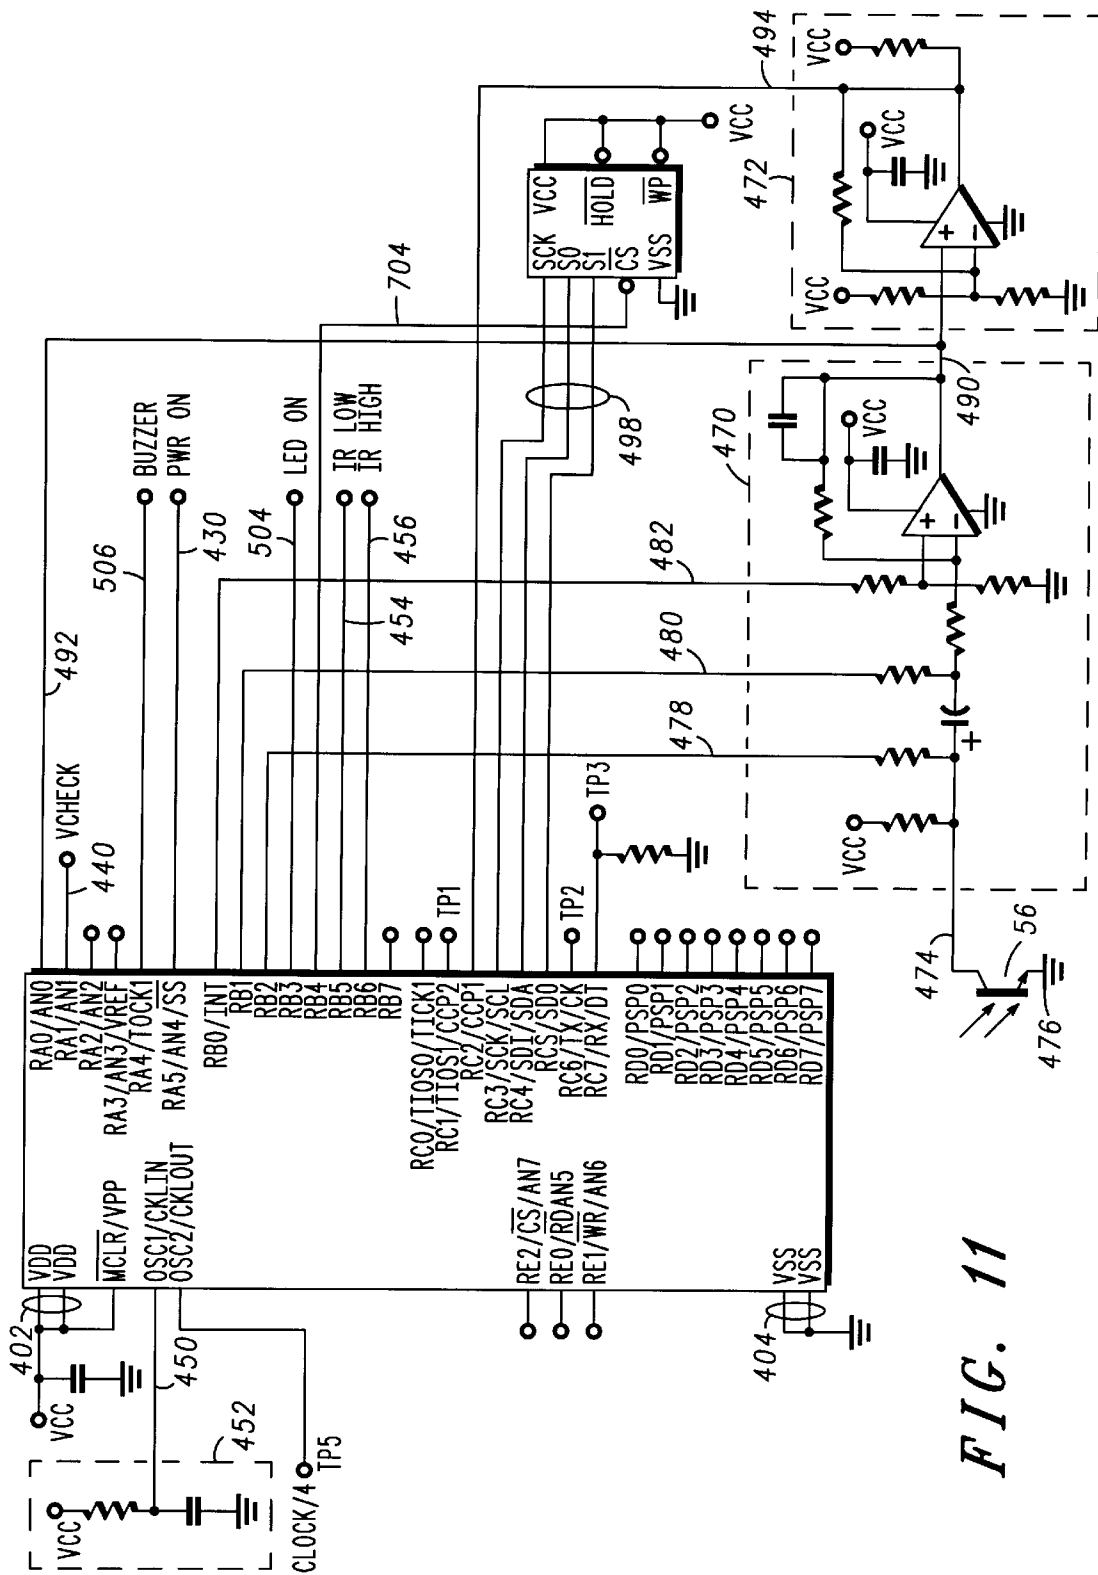 VCC
402
VDD
VDD
MCLR/VPP
OSC1/CKLIN
OSC2/CKLOUT
450
452
VCC
CLOCK/4
TP5
RE2/CS/AN7
RE0/RDAN5
RE1/WR/AN6
VSS
VSS
404
RA0/AN0
RA1/AN1
RA2/AN2
RA3/AN3/VREF
RA4/TOCK1
RA5/AN4/SS
RB0/INT
RB1
RB2
RB3
RB4
RB5
RB6
RB7
RC0/TIOSO/TICK1
RC1/TIOS1/CCP2
RC2/CCP1
RC3/SCK/SCL
RC4/SDI/SDA
RCS/SDO
RC6/TX/CK
RC7/RX/DT
RD0/PSP0
RD1/PSP1
RD2/PSP2
RD3/PSP3
RD4/PSP4
RD5/PSP5
RD6/PSP6
RD7/PSP7
492
VCHECK
440
506
BUZZER
PWR ON
430
504
LED ON
IR LOW
IR HIGH
454
456
TP1
TP2
TP3
704
498
SCK
SO
S1
CS
VSS
VCC
HOLD
WP
VCC
478
480
482
470
VCC
+
VCC
+
-
490
472
494
VCC
VCC
VCC
+
-
474
56
476
FIG. 11